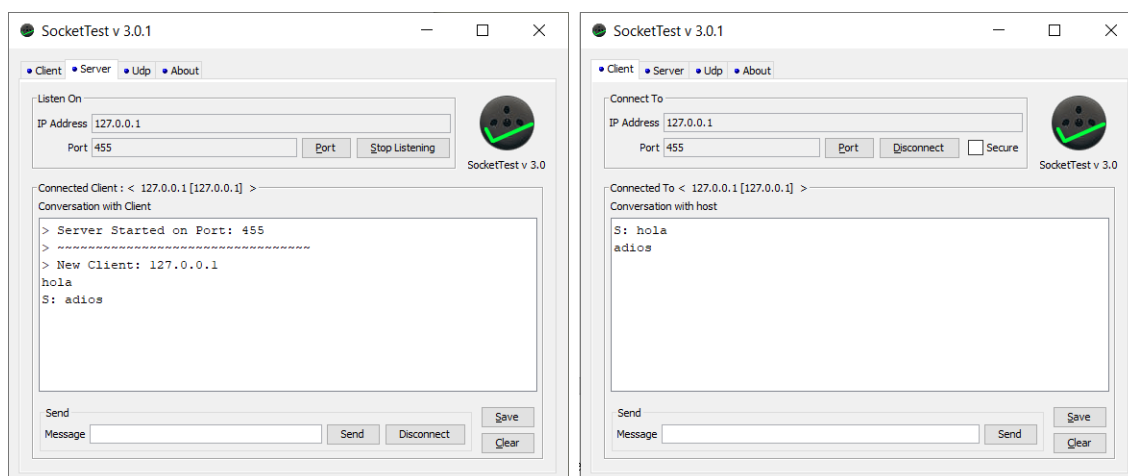 SocketTest v 3.0.1
Client Server Udp About
Listen On
IP Address 127.0.0.1
Port 455 Port Stop Listening
SocketTest v 3.0
Connected Client : < 127.0.0.1 [127.0.0.1] >
Conversation with Client
> Server Started on Port: 455
> ~~~~~~~~~~~~~~~~~~~~~~~~~~~~~~~~~
> New Client: 127.0.0.1
hola
S: adios
Send
Message Send Disconnect
Save
Clear
SocketTest v 3.0.1
Client Server Udp About
Connect To
IP Address 127.0.0.1
Port 455 Port Disconnect Secure
SocketTest v 3.0
Connected To < 127.0.0.1 [127.0.0.1] >
Conversation with host
S: hola
adios
Send
Message Send
Save
Clear